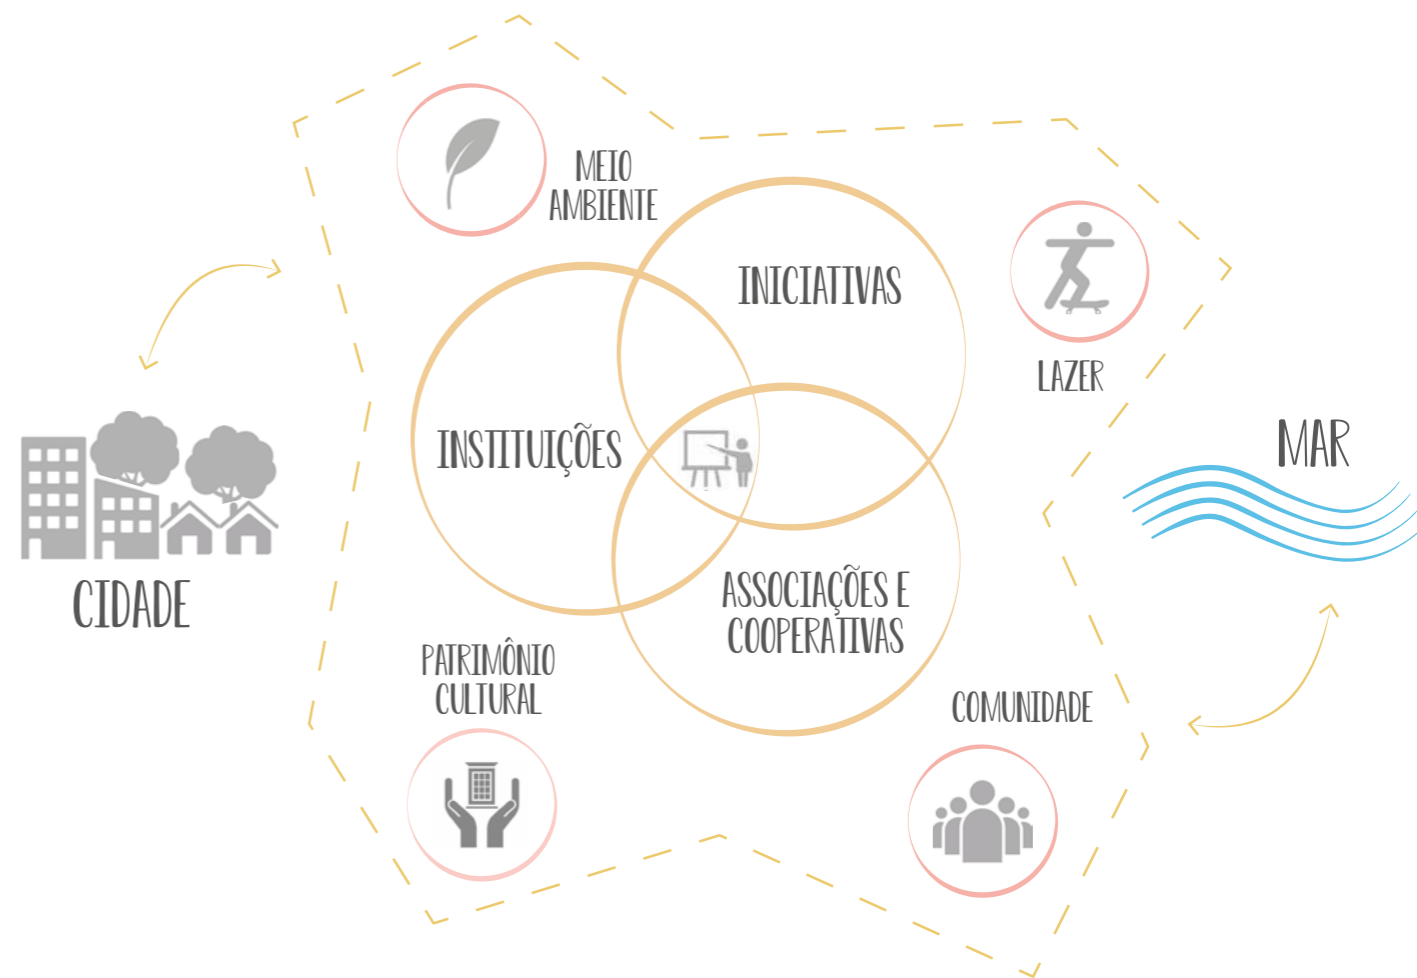 MEIO
AMBIENTE
INICIATIVAS
LAZER
INSTITUIÇÕES
MAR
CIDADE
ASSOCIAÇÕES E
COOPERATIVAS
PATRIMÔNIO
CULTURAL
COMUNIDADE